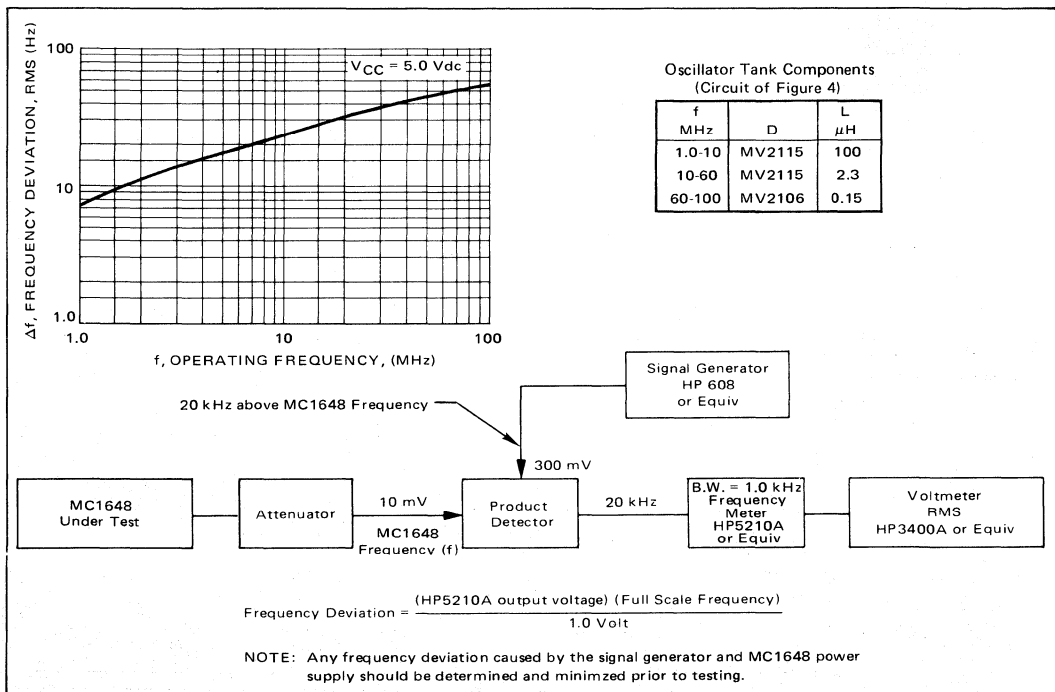 Δf, FREQUENCY DEVIATION, RMS (Hz)
100
10
1.0
VCC = 5.0 Vdc
1.0
10
100
f, OPERATING FREQUENCY, (MHz)
Oscillator Tank Components
(Circuit of Figure 4)
f MHz D L μH
1.0-10 MV2115 100
10-60 MV2115 2.3
60-100 MV2106 0.15
Signal Generator
HP 608
or Equiv
20 kHz above MC1648 Frequency
300 mV
MC1648
Under Test
Attenuator
10 mV
MC1648
Frequency (f)
Product
Detector
20 kHz
B.W. = 1.0 kHz
Frequency
Meter
HP5210A
or Equiv
Voltmeter
RMS
HP3400A or Equiv
Frequency Deviation = (HP5210A output voltage) (Full Scale Frequency)
1.0 Volt
NOTE: Any frequency deviation caused by the signal generator and MC1648 power
supply should be determined and minimzed prior to testing.